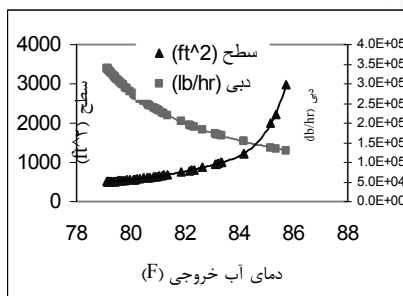 4000
3000
2000
1000
0
سطح (ft^2)
سطح (ft^2)
دبی (lb/hr)
4.0E+05
3.5E+05
3.0E+05
2.5E+05
2.0E+05
1.5E+05
1.0E+05
5.0E+04
0.0E+00
دبی (lb/hr)
78 80 82 84 86 88
دمای آب خروجی (F)